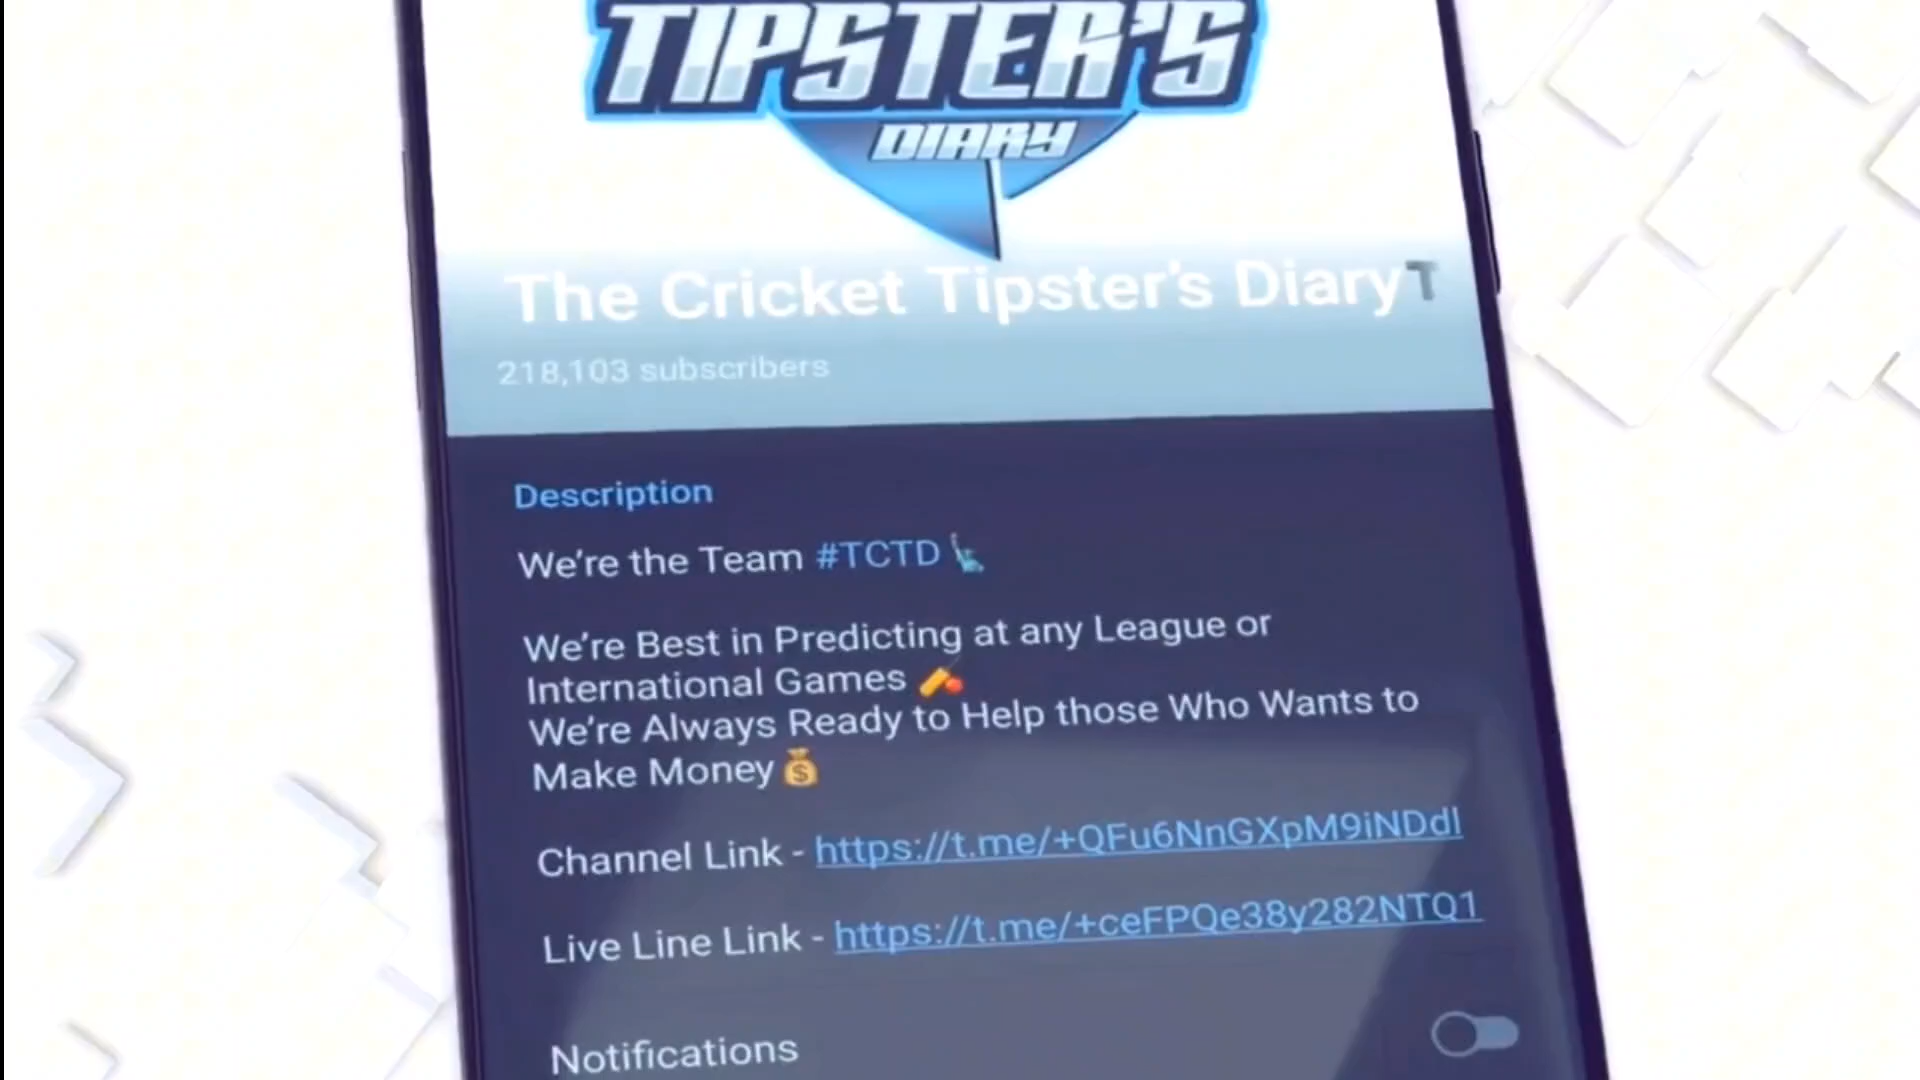 TIPSTER'S
DIARY
The Cricket Tipster's DiaryT
218,103 subscribers
Description
We're the Team #TCTD🗽
We're Best in Predicting at any League or
International Games 🏏
We're Always Ready to Help those Who Wants to
Make Money💰
Channel Link - https://t.me/+QFu6NnGXpM9iNDdl
Live Line Link - https://t.me/+ceFPQe38y282NTQ1
Notifications